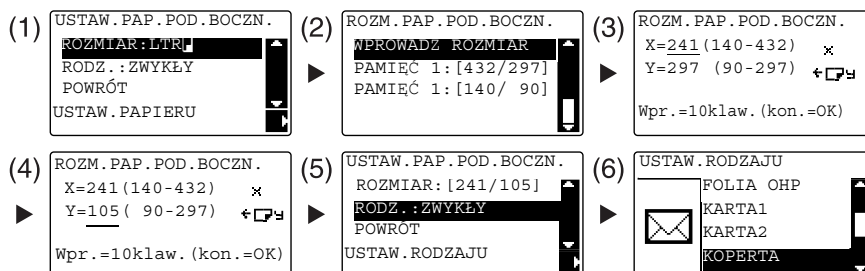 (1)
USTAW.PAP.POD.BOCZN.
ROZMIAR:LTR
RODZ.:ZWYKŁY
POWRÓT
USTAW.PAPIERU
(2)
ROZM.PAP.POD.BOCZN.
WPROWADZ ROZMIAR
PAMIĘĆ 1:[432/297]
PAMIĘĆ 1:[140/ 90]
(3)
ROZM.PAP.POD.BOCZN.
X=241(140-432) x
Y=297 (90-297) Y
Wpr.=10klaw.(kon.=OK)
(4)
ROZM.PAP.POD.BOCZN.
X=241(140-432) x
Y=105( 90-297) Y
Wpr.=10klaw.(kon.=OK)
(5)
USTAW.PAP.POD.BOCZN.
ROZMIAR:[241/105]
RODZ.:ZWYKŁY
POWRÓT
USTAW.RODZAJU
(6)
USTAW.RODZAJU
FOLIA OHP
KARTA1
KARTA2
KOPERTA